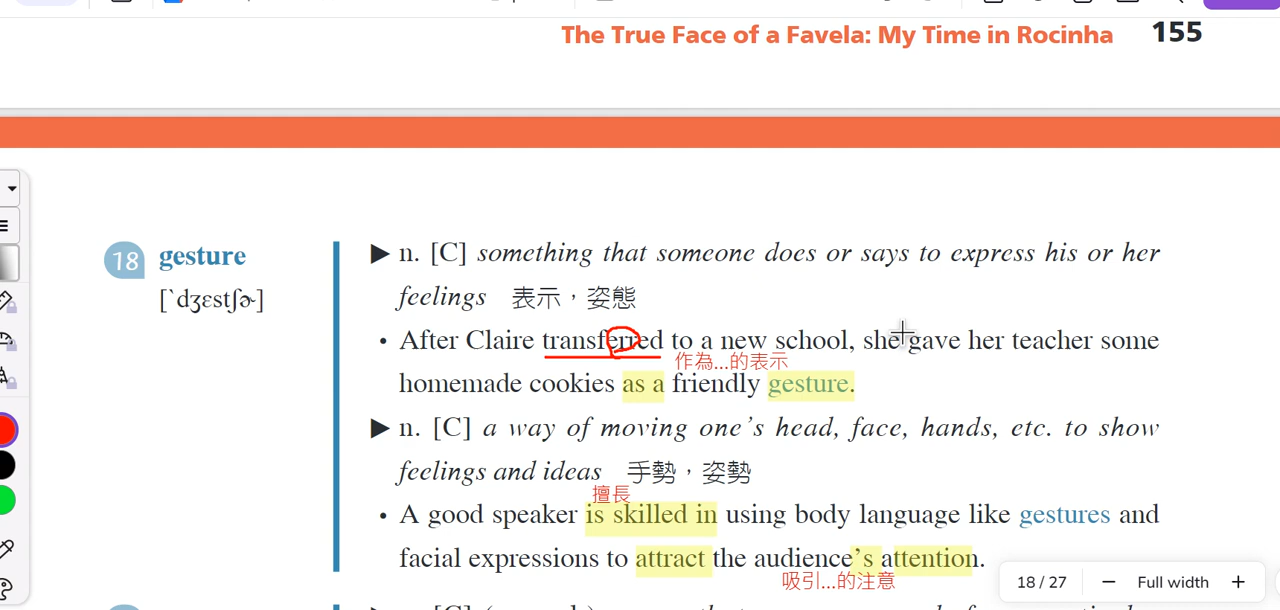 The True Face of a Favela: My Time in Rocinha 155
18 gesture
[ˋdʒɛstʃɚ]
▶ n. [C] something that someone does or says to express his or her
feelings 表示，姿態
• After Claire transferred to a new school, she gave her teacher some
作為...的表示
homemade cookies as a friendly gesture.
▶ n. [C] a way of moving one’s head, face, hands, etc. to show
feelings and ideas 手勢，姿勢
擅長
• A good speaker is skilled in using body language like gestures and
facial expressions to attract the audience’s attention.
吸引...的注意
18 / 27 — Full width +